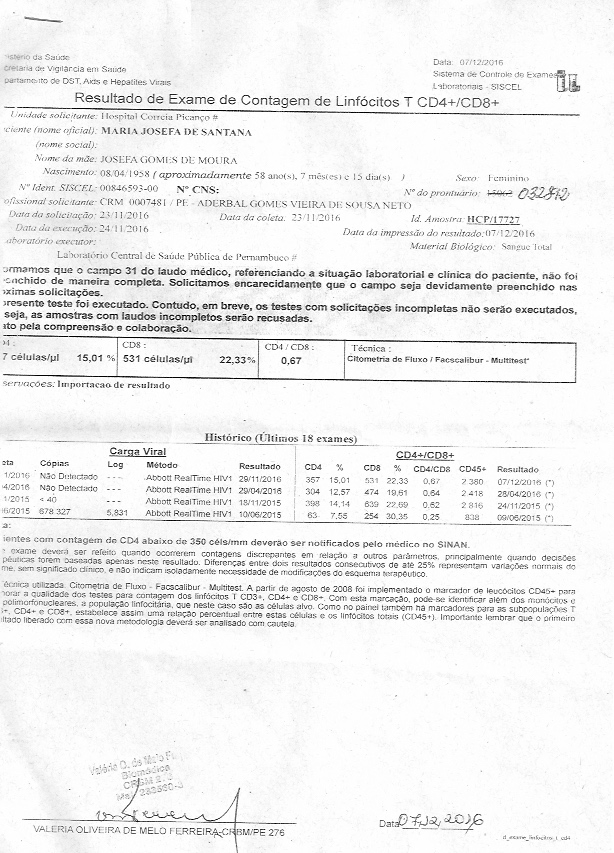 istério da Saúde
cretaria de Vigilância em Saúde
partamento de DST, Aids e Hepatites Virais
Data: 07/12/2016
Sistema de Controle de Exames
Laboratoriais - SISCEL
Resultado de Exame de Contagem de Linfócitos T CD4+/CD8+
Unidade solicitante: Hospital Correia Picanço #
ciente (nome oficial): MARIA JOSEFA DE SANTANA
(nome social):
Nome da mãe: JOSEFA GOMES DE MOURA
Nascimento: 08/04/1958 ( aproximadamente 58 ano(s), 7 mês(es) e 15 dia(s) ) Sexo: Feminino
Nº Ident. SISCEL: 00846593-00 Nº CNS: Nº do prontuário: 032872
ofissional solicitante: CRM 0007481 / PE - ADERBAL GOMES VIEIRA DE SOUSA NETO
Data da solicitação: 23/11/2016 Data da coleta: 23/11/2016 Id. Amostra: HCP/17727
Data da execução: 24/11/2016 Data da impressão do resultado: 07/12/2016
aboratório executor: Material Biológico: Sangue Total
Laboratório Central de Saúde Pública de Pernambuco #
ormamos que o campo 31 do laudo médico, referenciando a situação laboratorial e clínica do paciente, não foi
enchido de maneira completa. Solicitamos encarecidamente que o campo seja devidamente preenchido nas
óximas solicitações.
presente teste foi executado. Contudo, em breve, os testes com solicitações incompletas não serão executados,
seja, as amostras com laudos incompletos serão recusadas.
ato pela compreensão e colaboração.
04 : CD8 : CD4 / CD8 : Técnica :
7 células/µl 15,01 % 531 células/µl 22,33% 0,67 Citometria de Fluxo / Facscalibur - Multitest*
servações: Importacao de resultado
Histórico (Últimos 18 exames)
Carga Viral CD4+/CD8+
eta Cópias Log Método Resultado CD4 % CD8 % CD4/CD8 CD45+ Resultado
1/2016 Não Detectado - - - Abbott RealTime HIV1 29/11/2016 357 15,01 531 22,33 0,67 2 380 07/12/2016 (*)
4/2016 Não Detectado - - - Abbott RealTime HIV1 29/04/2016 304 12,57 474 19,61 0,64 2 418 28/04/2016 (*)
1/2015 < 40 - - - Abbott RealTime HIV1 18/11/2015 398 14,14 639 22,69 0,62 2 816 24/11/2015 (*)
6/2015 678 327 5,831 Abbott RealTime HIV1 10/06/2015 63 7,55 254 30,35 0,25 838 09/06/2015 (*)
a:
ientes com contagem de CD4 abaixo de 350 céls/mm deverão ser notificados pelo médico no SINAN.
e exame deverá ser refeito quando ocorrerem contagens discrepantes em relação a outros parâmetros, principalmente quando decisões
pêuticas forem baseadas apenas neste resultado. Diferenças entre dois resultados consecutivos de até 25% representam variações normais do
me, sem significado clínico, e não indicam isoladamente necessidade de modificações do esquema terapêutico.
écnica utilizada. Citometria de Fluxo - Facscalibur - Multitest. A partir de agosto de 2008 foi implementado o marcador de leucócitos CD45+ para
horar a qualidade dos testes para contagem dos linfócitos T CD3+, CD4+ e CD8+. Com esta marcação, pode-se identificar além dos monócitos e
polimorfonucleares, a população linfocitária, que neste caso são as células alvo. Como no painel também há marcadores para as subpopulações T
+, CD4+ e CD8+, estabelece assim uma relação percentual entre estas células e os linfócitos totais (CD45+). Importante lembrar que o primeiro
ltado liberado com essa nova metodologia deverá ser analisado com cautela.
Valéria O. de Melo
Biomédica
VALERIA OLIVEIRA DE MELO FERREIRA-CRBM/PE 276
Data 07,12,2016
d_exame_linfocitos_t_cd4